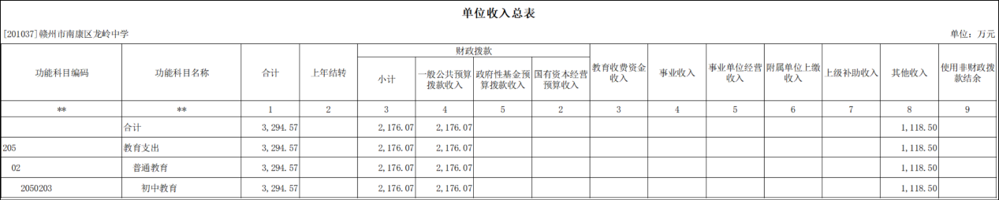 单位收入总表
[201037]赣州市南康区龙岭中学 单位：万元
功能科目编码 功能科目名称 合计 上年结转 财政拨款 教育收费资金收入 事业收入 事业单位经营收入 附属单位上缴收入 上级补助收入 其他收入 使用非财政拨款结余
小计 一般公共预算拨款收入 政府性基金预算拨款收入 国有资本经营预算收入
** ** 1 2 3 4 5 2 3 4 5 6 7 8 9
合计 3,294.57 2,176.07 2,176.07 1,118.50
205 教育支出 3,294.57 2,176.07 2,176.07 1,118.50
02 普通教育 3,294.57 2,176.07 2,176.07 1,118.50
2050203 初中教育 3,294.57 2,176.07 2,176.07 1,118.50